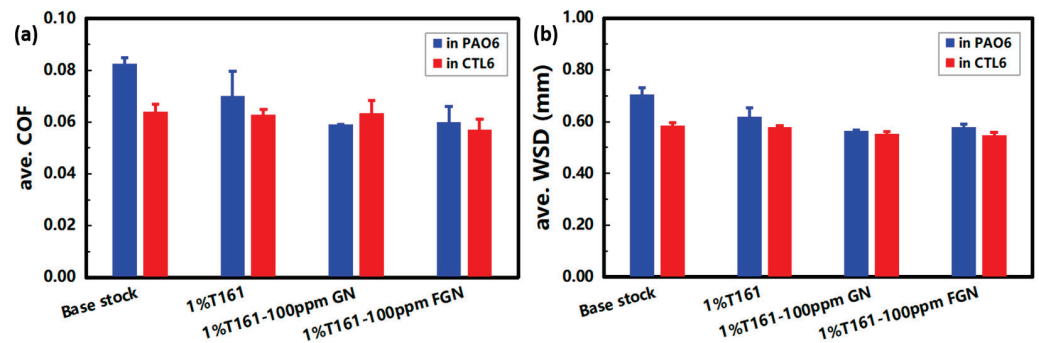 (a)
ave. COF
0.10
0.08
0.06
0.04
0.02
0.00
in PAO6
in CTL6
Base stock
1%T161
1%T161-100ppm GN
1%T161-100ppm FGN
(b)
ave. WSD (mm)
1.00
0.80
0.60
0.40
0.20
0.00
in PAO6
in CTL6
Base stock
1%T161
1%T161-100ppm GN
1%T161-100ppm FGN